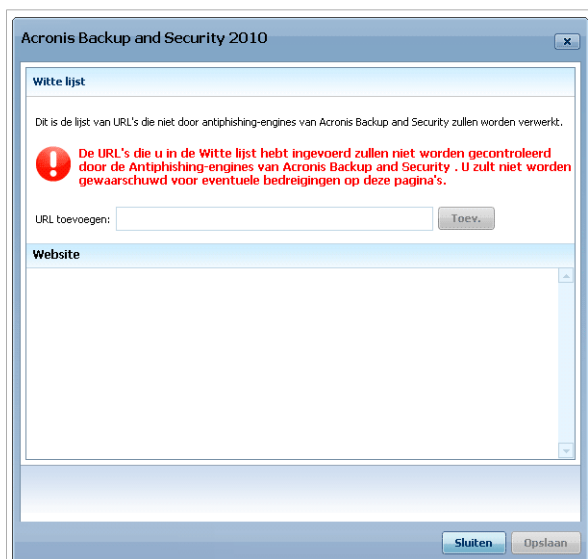 Acronis Backup and Security 2010
x
Witte lijst
Dit is de lijst van URL's die niet door antiphishing-engines van Acronis Backup and Security zullen worden verwerkt.
De URL's die u in de Witte lijst hebt ingevoerd zullen niet worden gecontroleerd
door de Antiphishing-engines van Acronis Backup and Security . U zult niet worden
gewaarschuwd voor eventuele bedreigingen op deze pagina's.
URL toevoegen:
Toev.
Website
Sluiten
Opslaan